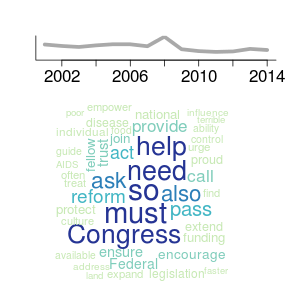 2002 2006 2010 2014
empower
poor national influence
disease terrible
food provide ability
individual join control
help urge
guide fellow trust act proud
AIDS need call
often ask
treat so also find
reform
protect must pass
culture extend
Congress funding
ensure encourage
available Federal
address legislation faster
land expand